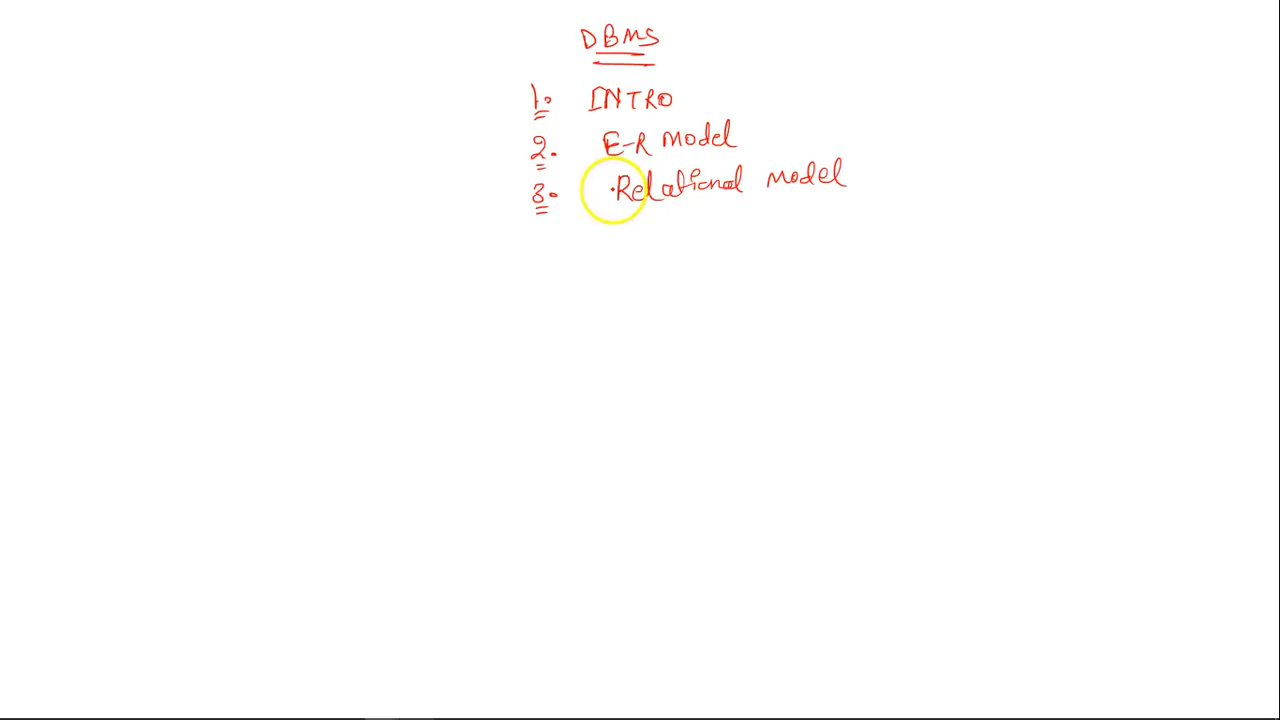 DBMS
1. INTRO
2. E-R Model
3. Relational model